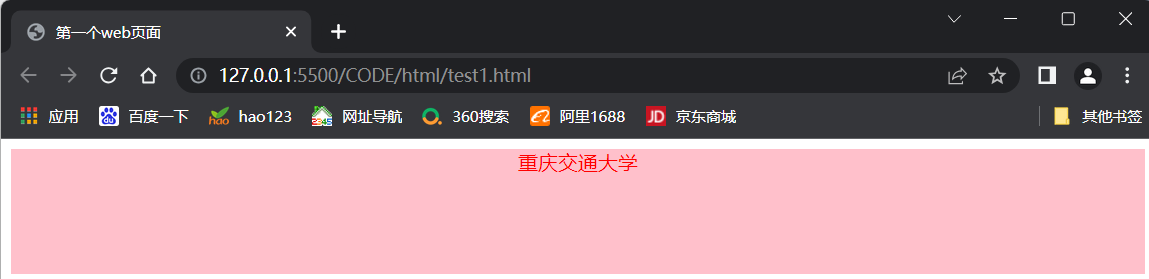 第一个web页面
127.0.0.1:5500/CODE/html/test1.html
应用 百度一下 hao123 网址导航 360搜索 阿里1688 京东商城 其他书签
重庆交通大学